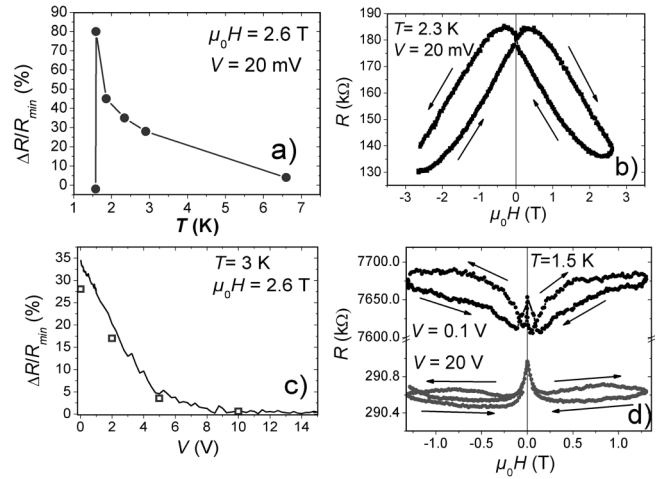 90
80
70
60
50
40
30
20
10
0
ΔR/R_min (%)
μ₀H = 2.6 T
V = 20 mV
a)
1 2 3 4 5 6 7
T (K)
190
180
170
160
150
140
130
R (kΩ)
T = 2.3 K
V = 20 mV
b)
-3 -2 -1 0 1 2 3
μ₀H (T)
35
30
25
20
15
10
5
0
ΔR/R_min (%)
T= 3 K
μ₀H = 2.6 T
c)
0 2 4 6 8 10 12 14
V (V)
7700.0
7650.0
7600.0
290.8
290.4
R (kΩ)
T=1.5 K
V = 0.1 V
V = 20 V
d)
-1.0 -0.5 0.0 0.5 1.0
μ₀H (T)